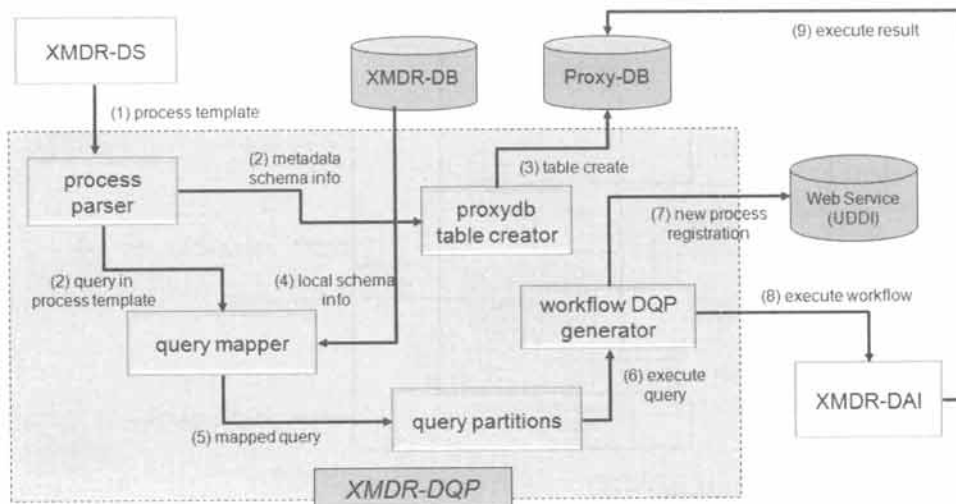 XMDR-DS
XMDR-DB
Proxy-DB
(9) execute result
(1) process template
(2) metadata
schema info
(3) table create
process
parser
proxydb
table creator
(7) new process
registration
Web Service
(UDDI)
(2) query in
process template
(4) local schema
info
workflow DQP
generator
(8) execute workflow
query mapper
(6) execute
query
XMDR-DAI
(5) mapped query
query partitions
XMDR-DQP